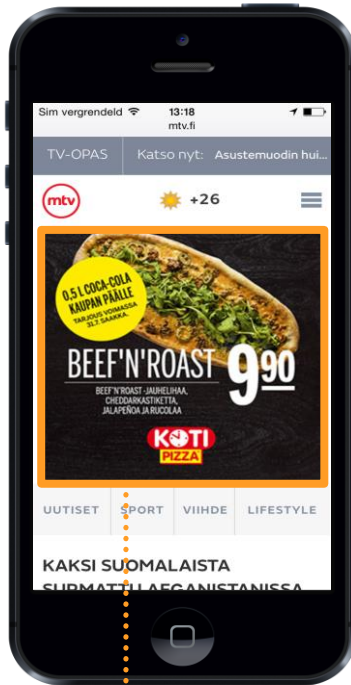 Sim vergrendeld 13:18
mtv.fi
TV-OPAS Katso nyt: Asustemuodin hui...
mtv +26
0,5 L COCA-COLA
KAUPAN PÄÄLLE
TARJOUS VOIMASSA
31.7. SAAKKA.
BEEF'N'ROAST 9,90
BEEF'N'ROAST -JAUHELIHAA,
CHEDDARKASTIKETTA,
JALAPEÑOA JA RUCOLAA
KOTI
PIZZA
UUTISET SPORT VIIHDE LIFESTYLE
KAKSI SUOMALAISTA
SURMATTU AFGANISTANISSA